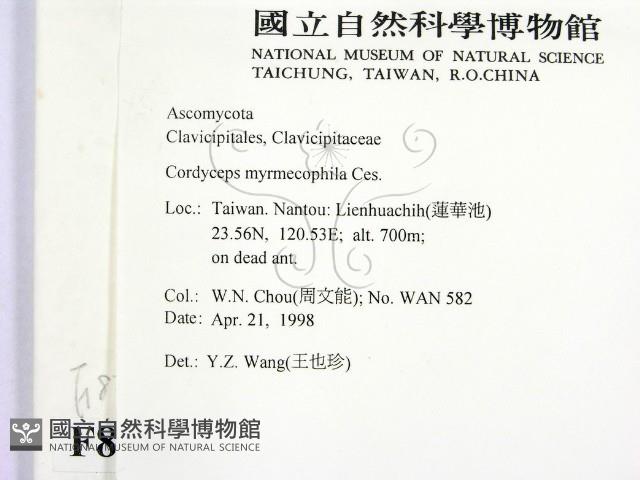 國立自然科學博物館
NATIONAL MUSEUM OF NATURAL SCIENCE
TAICHUNG, TAIWAN, R.O.CHINA
Ascomycota
Clavicipitales, Clavicipitaceae
Cordyceps myrmecophila Ces.
Loc.: Taiwan. Nantou: Lienhuachih(蓮華池)
23.56N, 120.53E; alt. 700m;
on dead ant.
Col.: W.N. Chou(周文能); No. WAN 582
Date: Apr. 21, 1998
Det.: Y.Z. Wang(王也珍)
F8
F8
國立自然科學博物館
NATIONAL MUSEUM OF NATURAL SCIENCE